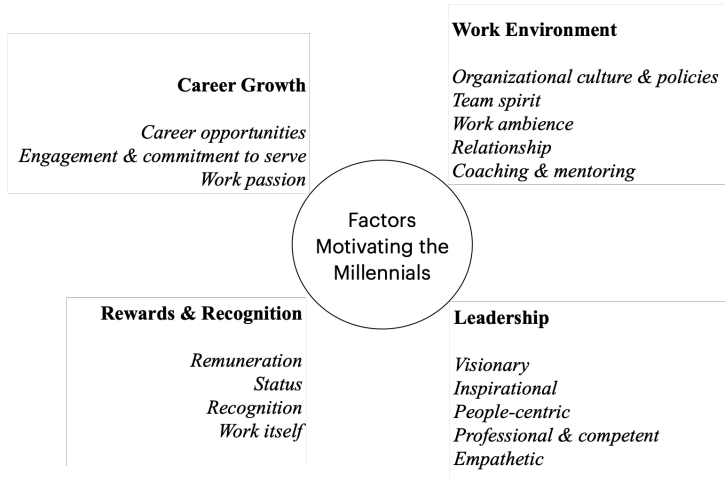 Career Growth
Career opportunities
Engagement & commitment to serve
Work passion
Work Environment
Organizational culture & policies
Team spirit
Work ambience
Relationship
Coaching & mentoring
Factors
Motivating the
Millennials
Rewards & Recognition
Remuneration
Status
Recognition
Work itself
Leadership
Visionary
Inspirational
People-centric
Professional & competent
Empathetic